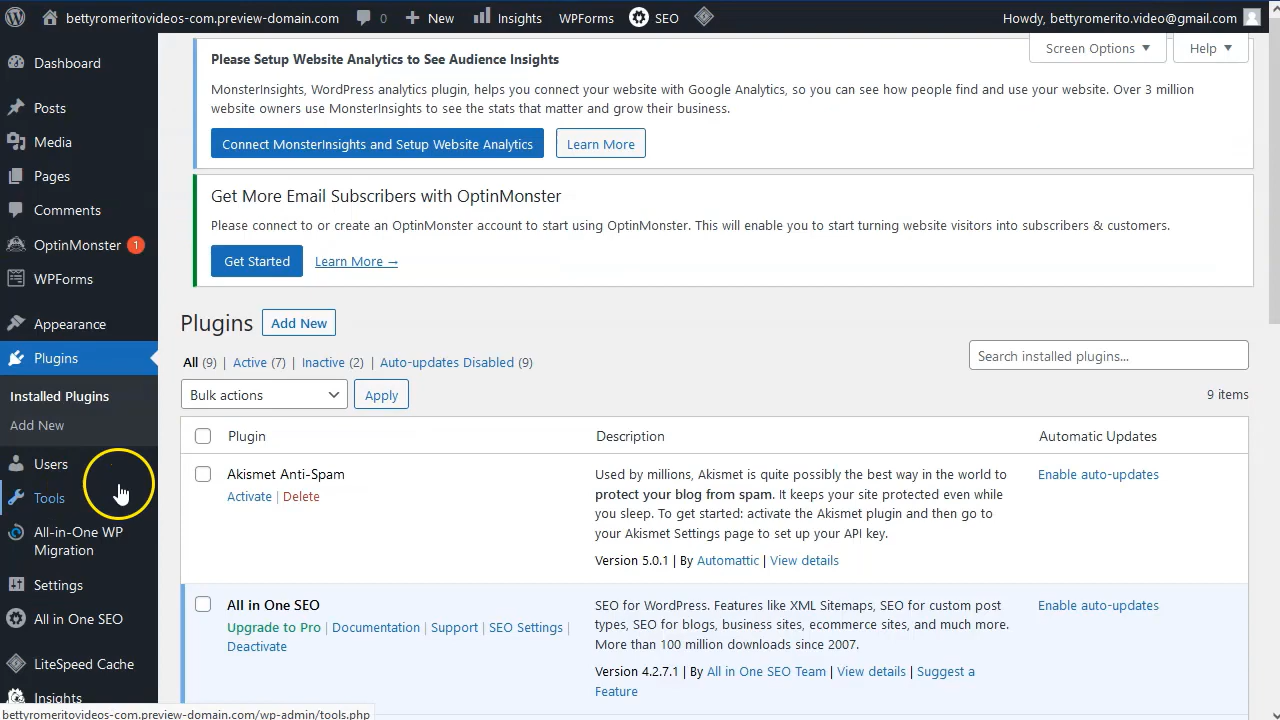 bettyromeritovideos-com.preview-domain.com 0 New Insights WPForms SEO Howdy, bettyromerito.video@gmail.com
Screen Options Help
Dashboard
Posts
Media
Pages
Comments
OptinMonster 1
WPForms
Appearance
Plugins
Installed Plugins
Add New
Users
Tools
All-in-One WP
Migration
Settings
All in One SEO
LiteSpeed Cache
Insights
Please Setup Website Analytics to See Audience Insights
MonsterInsights, WordPress analytics plugin, helps you connect your website with Google Analytics, so you can see how people find and use your website. Over 3 million
website owners use MonsterInsights to see the stats that matter and grow their business.
Connect MonsterInsights and Setup Website Analytics Learn More
Get More Email Subscribers with OptinMonster
Please connect to or create an OptinMonster account to start using OptinMonster. This will enable you to start turning website visitors into subscribers & customers.
Get Started Learn More →
Plugins Add New
All (9) | Active (7) | Inactive (2) | Auto-updates Disabled (9)
Search installed plugins...
Bulk actions Apply
9 items
Plugin Description Automatic Updates
Akismet Anti-Spam
Activate | Delete
Used by millions, Akismet is quite possibly the best way in the world to
protect your blog from spam. It keeps your site protected even while
you sleep. To get started: activate the Akismet plugin and then go to
your Akismet Settings page to set up your API key.
Version 5.0.1 | By Automattic | View details
Enable auto-updates
All in One SEO
Upgrade to Pro | Documentation | Support | SEO Settings |
Deactivate
SEO for WordPress. Features like XML Sitemaps, SEO for custom post
types, SEO for blogs, business sites, ecommerce sites, and much more.
More than 100 million downloads since 2007.
Version 4.2.7.1 | By All in One SEO Team | View details | Suggest a
Feature
Enable auto-updates
bettyromeritovideos-com.preview-domain.com/wp-admin/tools.php